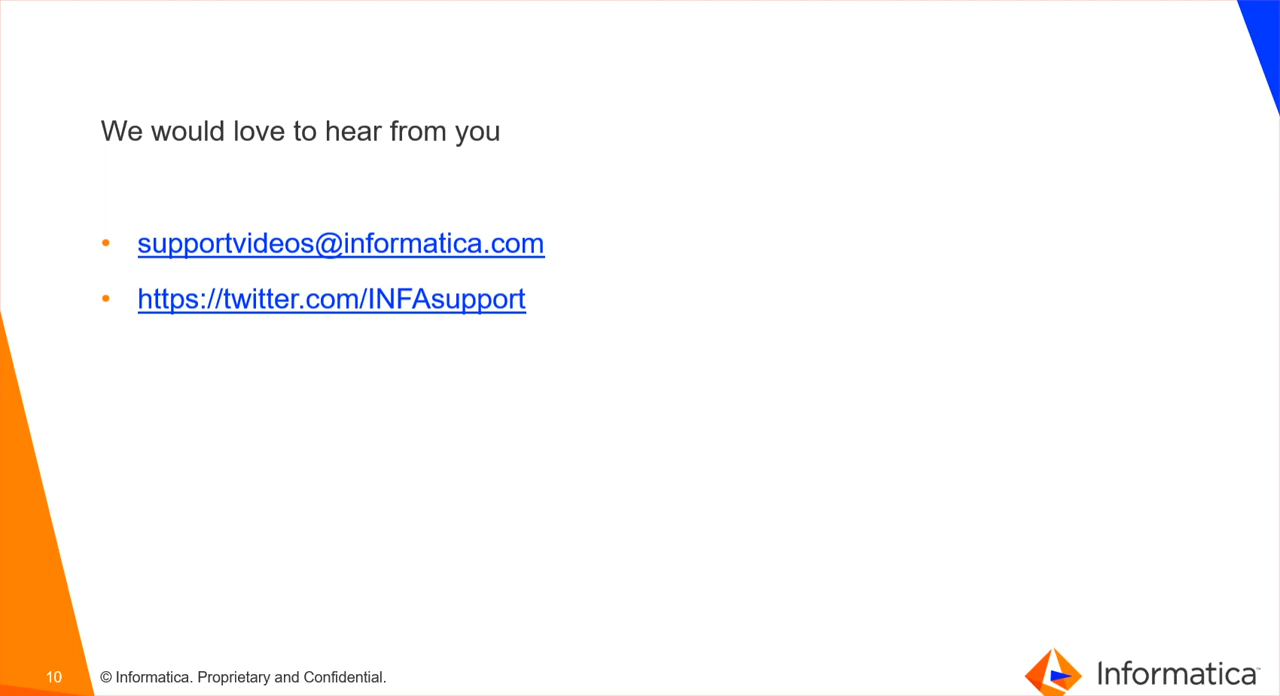 We would love to hear from you
• supportvideos@informatica.com
• https://twitter.com/INFAsupport
10 © Informatica. Proprietary and Confidential.
Informatica™